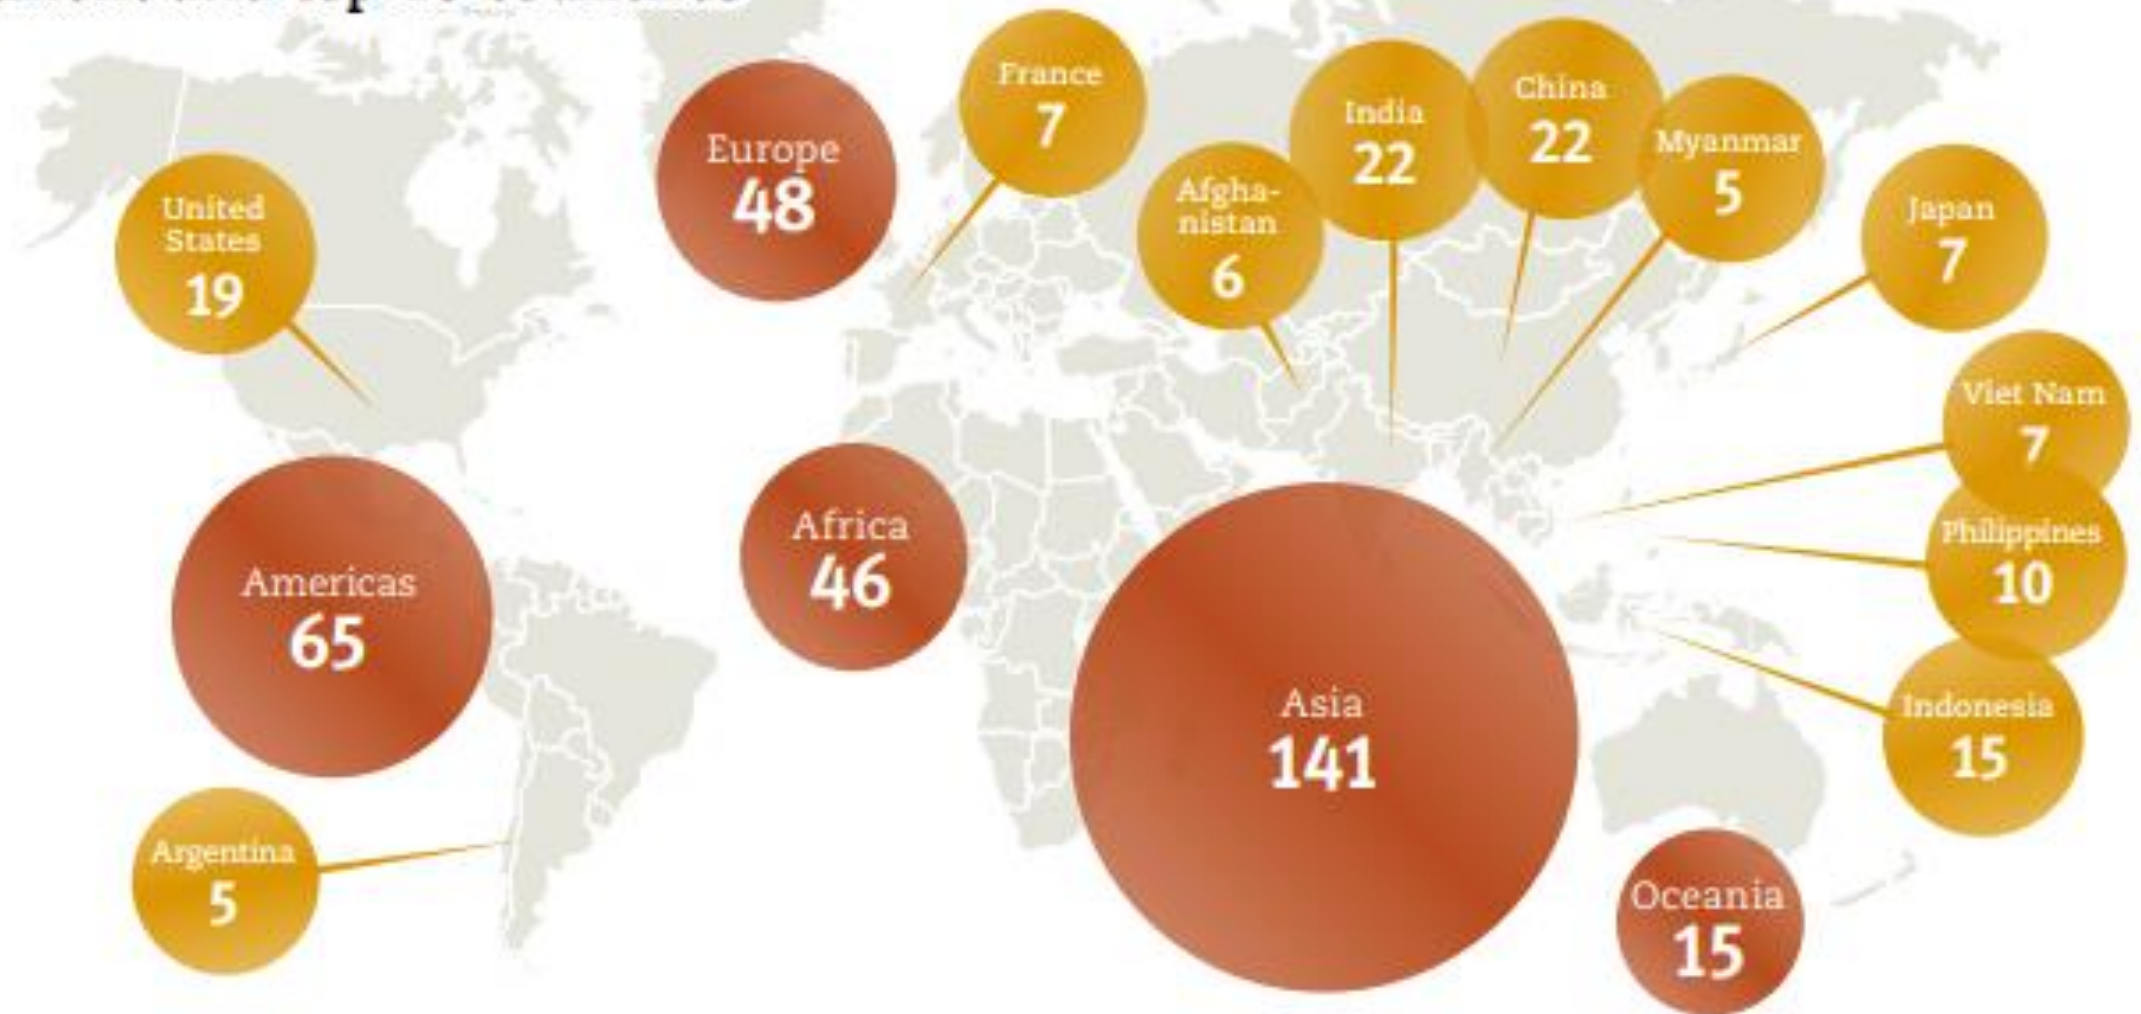 France
7
India
22
China
22
Europe
48
Myanmar
5
Afgha-
nistan
6
Japan
7
United
States
19
Viet Nam
7
Africa
46
Philippines
10
Americas
65
Asia
141
Indonesia
15
Argentina
5
Oceania
15